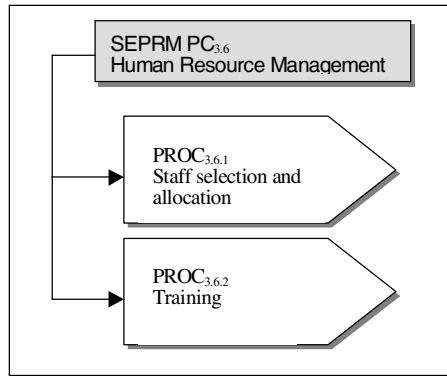 SEPRM PC3.6
Human Resource Management
PROC3.6.1
Staff selection and
allocation
PROC3.6.2
Training